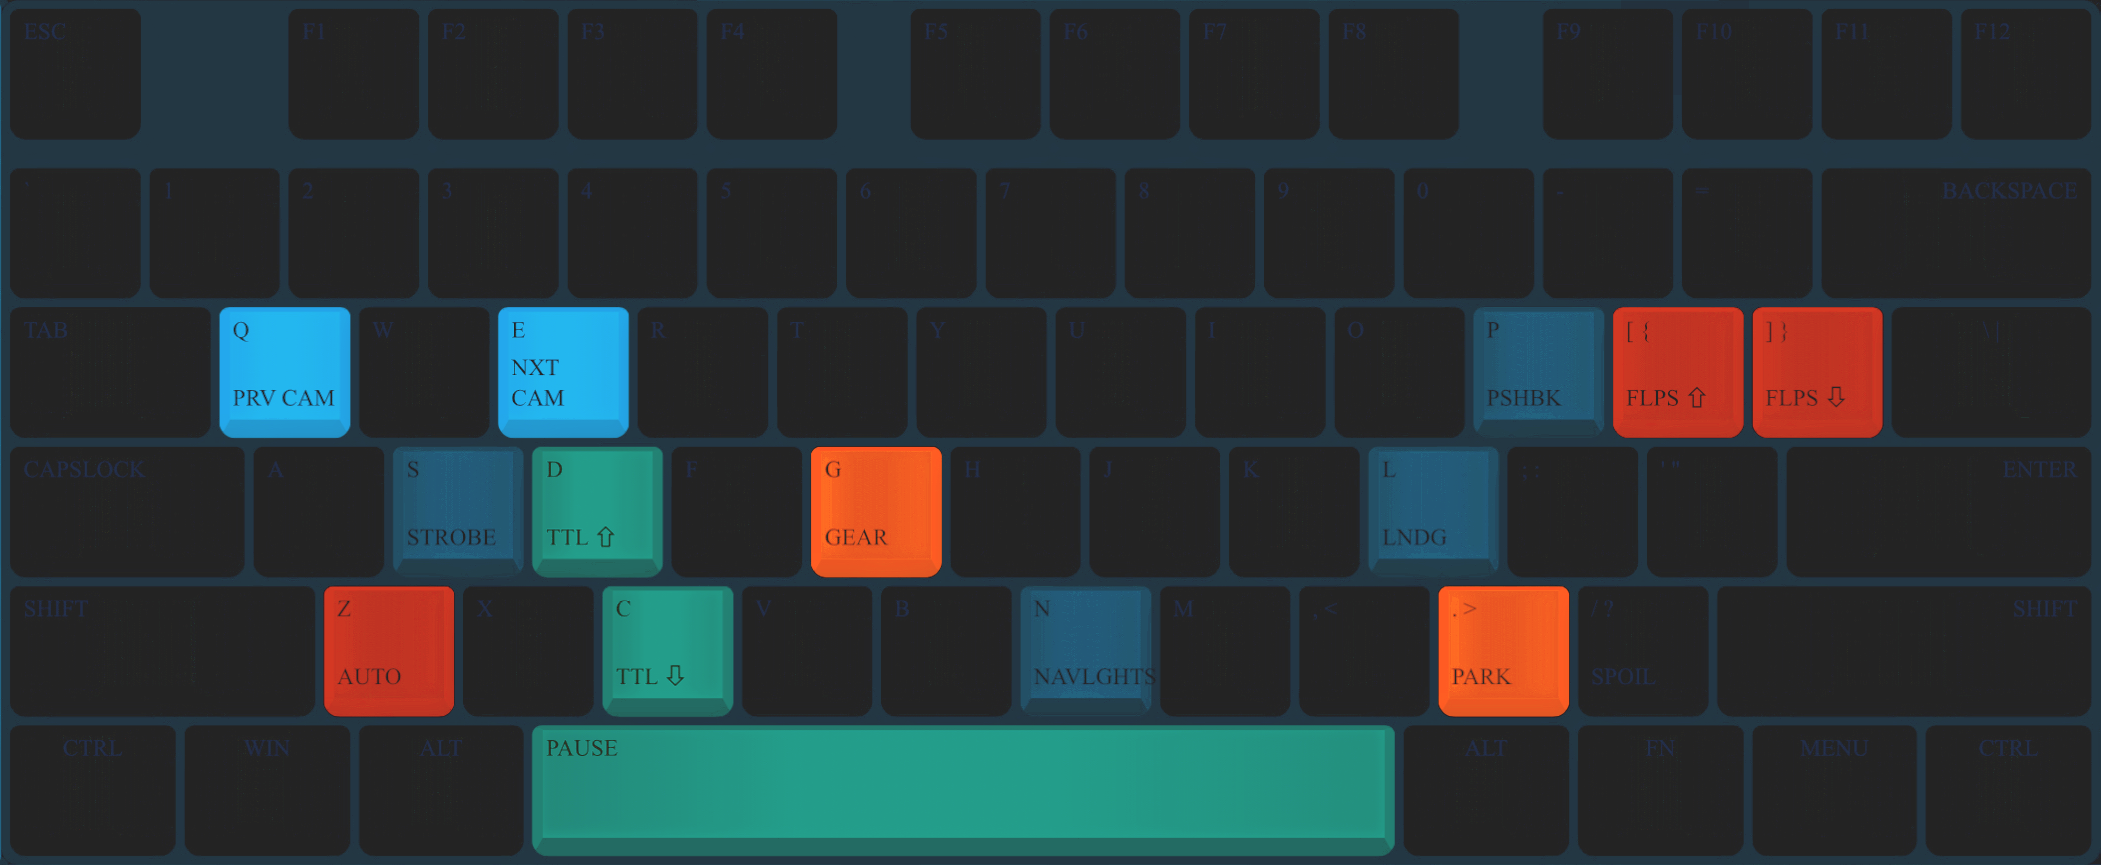 ESC F1 F2 F3 F4 F5 F6 F7 F8 F9 F10 F11 F12
` 1 2 3 4 5 6 7 8 9 0 - = BACKSPACE
TAB Q W E R T Y U I O P [ { ] } \ |
NXT
PRV CAM CAM PSHBK FLPS ⇧ FLPS ⇩
CAPSLOCK A S D F G H J K L ; : ' " ENTER
STROBE TTL ⇧ GEAR LNDG
SHIFT Z X C V B N M , < . > / ? SHIFT
AUTO TTL ⇩ NAVLGHTS PARK SPOIL
CTRL WIN ALT PAUSE ALT FN MENU CTRL